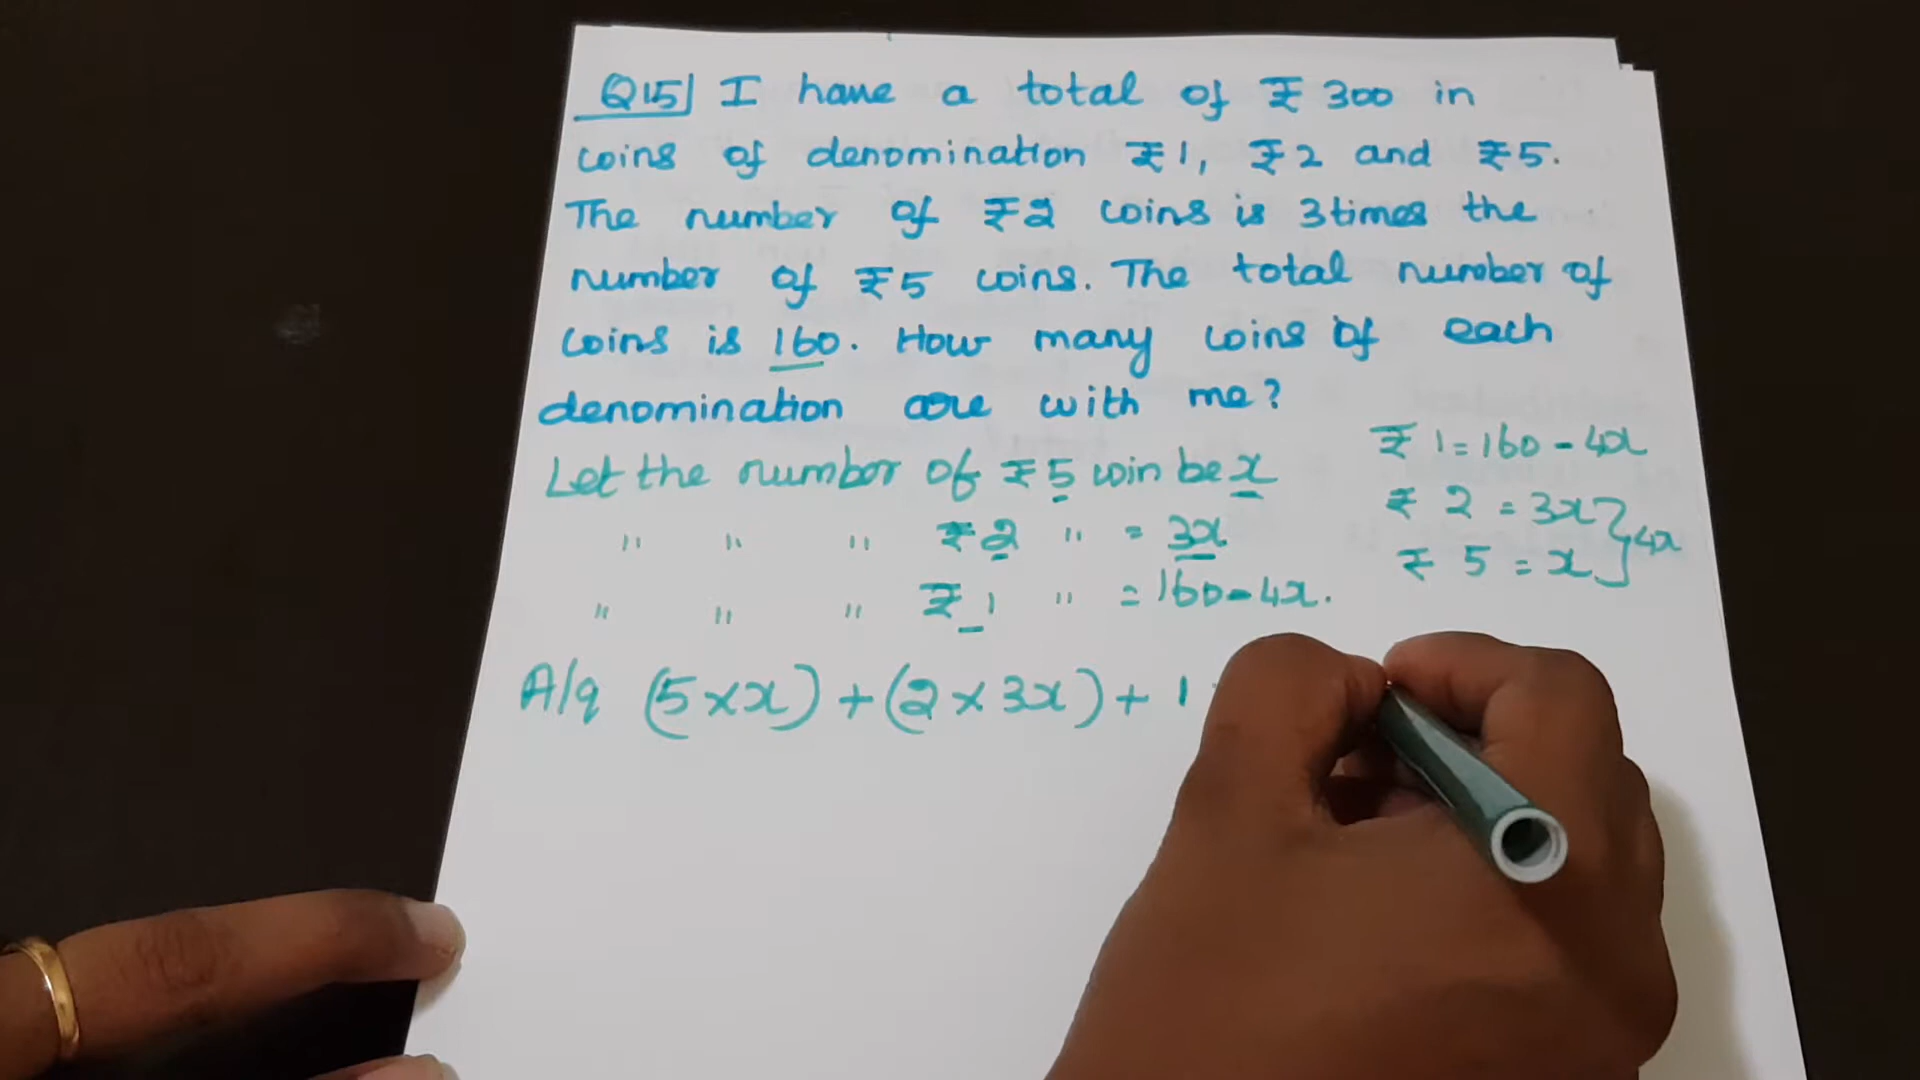 Q15] I have a total of ₹ 300 in
coins of denomination ₹1, ₹2 and ₹5.
The number of ₹2 coins is 3 times the
number of ₹5 coins. The total number of
coins is 160. How many coins of each
denomination are with me?
Let the number of ₹5 coin be x
" " " ₹2 " = 3x
" " " ₹1 " = 160-4x.
₹ 1 = 160 - 4x
₹ 2 = 3x
₹ 5 = x } 4x
A/q (5×x) + (2×3x) + 1